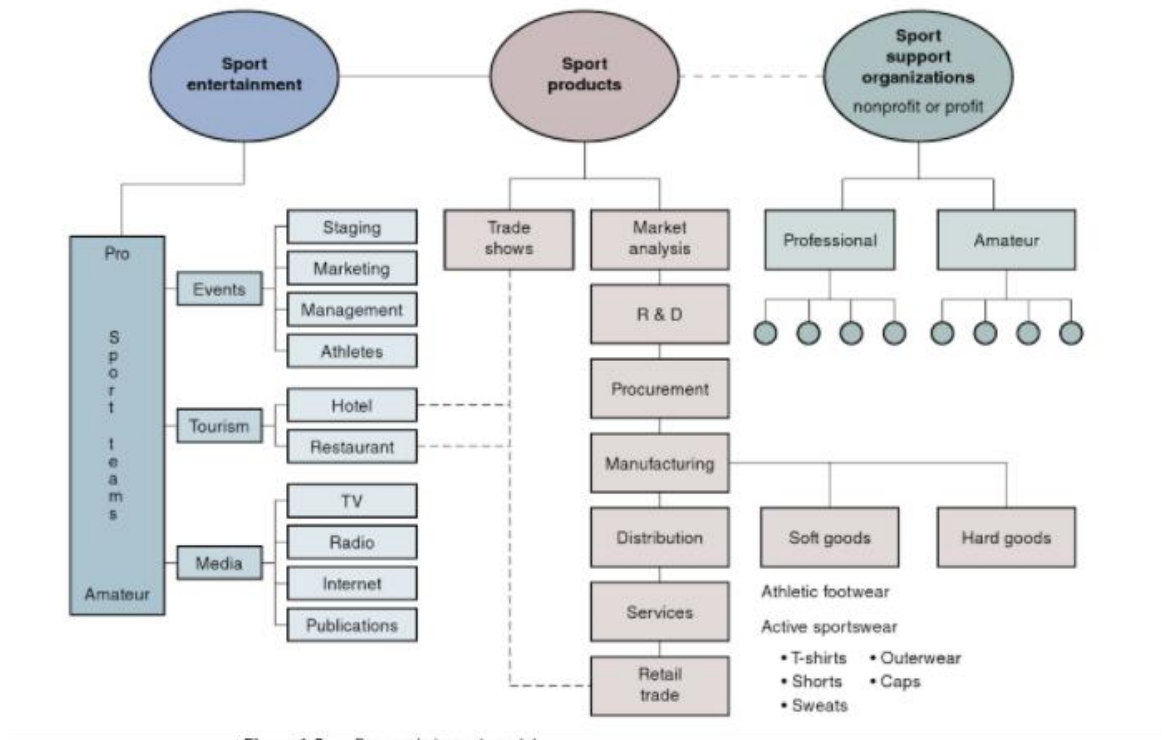 Sport
entertainment
Sport
products
Sport
support
organizations
nonprofit or profit
Pro
Sport teams
Amateur
Events
Staging
Marketing
Management
Athletes
Tourism
Hotel
Restaurant
Media
TV
Radio
Internet
Publications
Trade
shows
Market
analysis
R & D
Procurement
Manufacturing
Distribution
Services
Retail
trade
Professional
Amateur
Soft goods
Hard goods
Athletic footwear
Active sportswear
• T-shirts • Outerwear
• Shorts • Caps
• Sweats